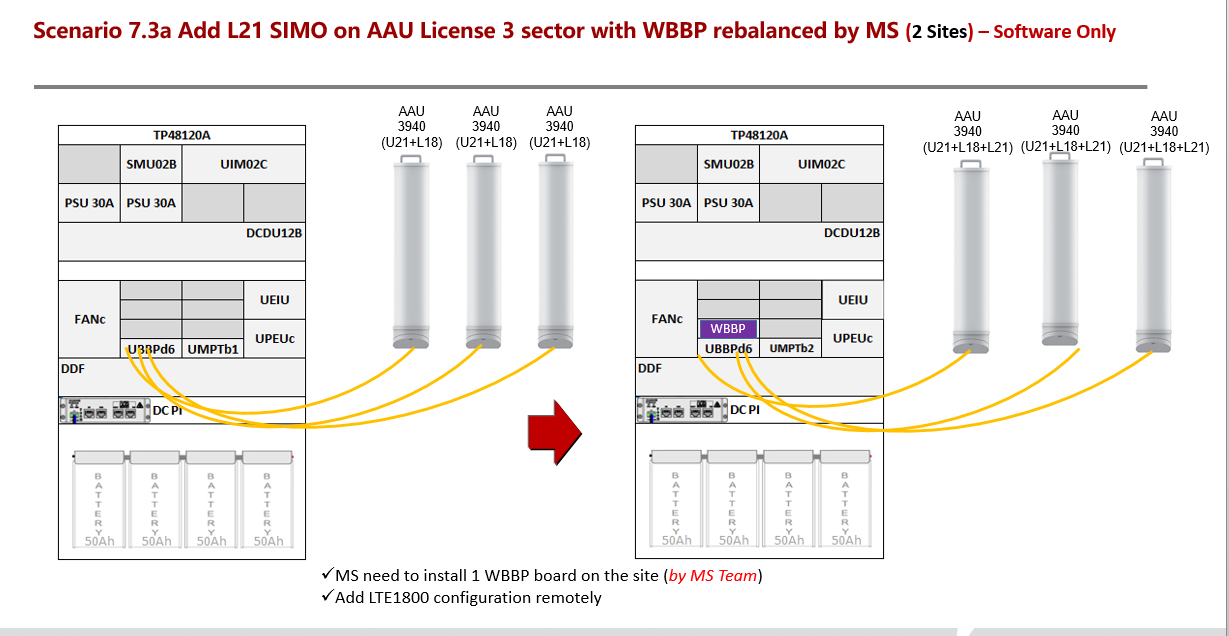 Scenario 7.3a Add L21 SIMO on AAU License 3 sector with WBBP rebalanced by MS (2 Sites) – Software Only
AAU
3940
(U21+L18)
AAU
3940
(U21+L18)
AAU
3940
(U21+L18)
TP48120A
SMU02B
UIM02C
PSU 30A
PSU 30A
DCDU12B
FANc
UEIU
UPEUc
UBBPd6
UMPTb1
DDF
DC PI
BATTERY
50Ah
BATTERY
50Ah
BATTERY
50Ah
BATTERY
50Ah
AAU
3940
(U21+L18+L21)
AAU
3940
(U21+L18+L21)
AAU
3940
(U21+L18+L21)
TP48120A
SMU02B
UIM02C
PSU 30A
PSU 30A
DCDU12B
FANc
UEIU
WBBP
UPEUc
UBBPd6
UMPTb2
DDF
DC PI
BATTERY
50Ah
BATTERY
50Ah
BATTERY
50Ah
BATTERY
50Ah
✓MS need to install 1 WBBP board on the site (by MS Team)
✓Add LTE1800 configuration remotely